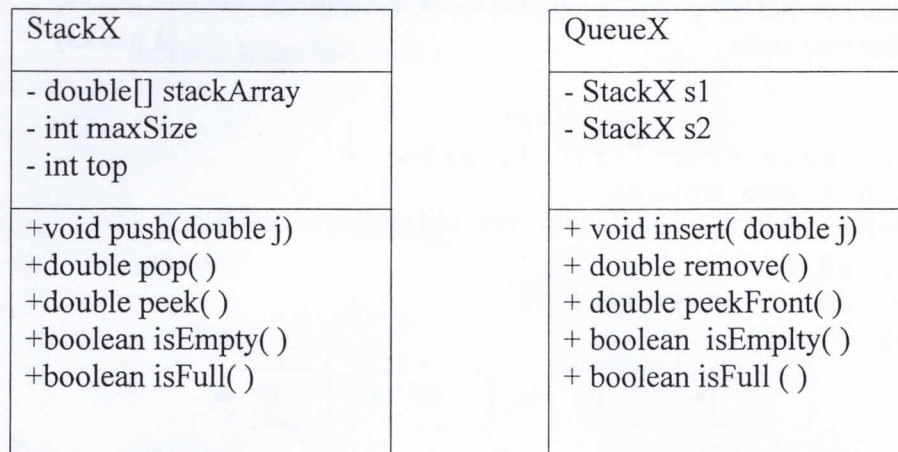 StackX
- double[] stackArray
- int maxSize
- int top
+void push(double j)
+double pop( )
+double peek( )
+boolean isEmpty( )
+boolean isFull( )
QueueX
- StackX s1
- StackX s2
+ void insert( double j)
+ double remove( )
+ double peekFront( )
+ boolean isEmplty( )
+ boolean isFull ( )